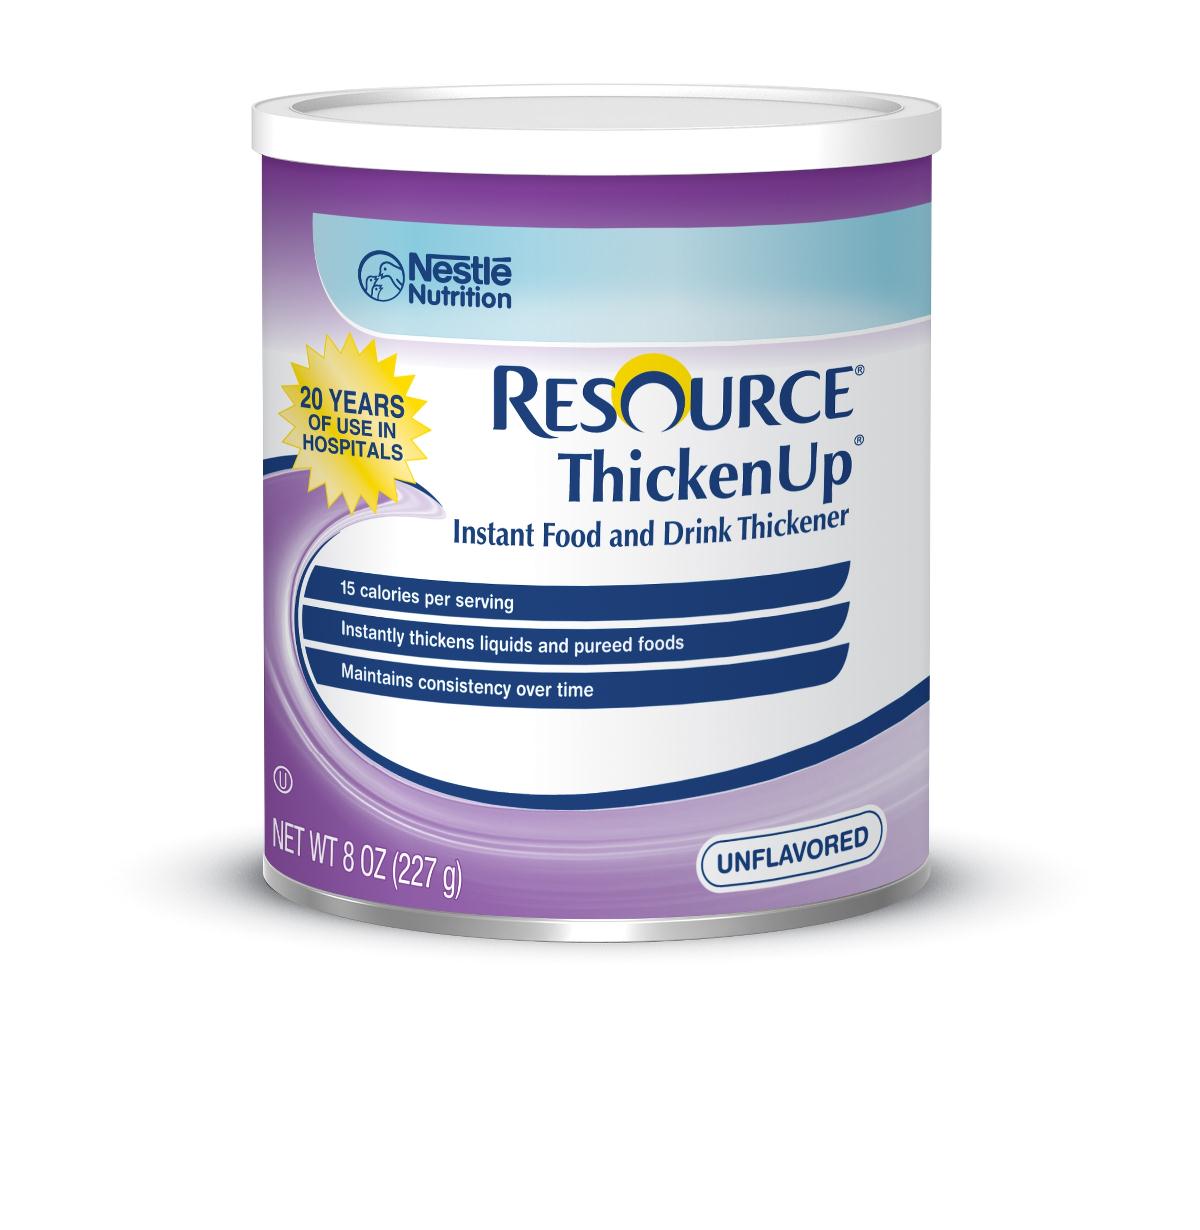 Nestlé
Nutrition
20 YEARS
OF USE IN
HOSPITALS
RESOURCE®
ThickenUp®
Instant Food and Drink Thickener
15 calories per serving
Instantly thickens liquids and pureed foods
Maintains consistency over time
U
NET WT 8 OZ (227 g)
UNFLAVORED